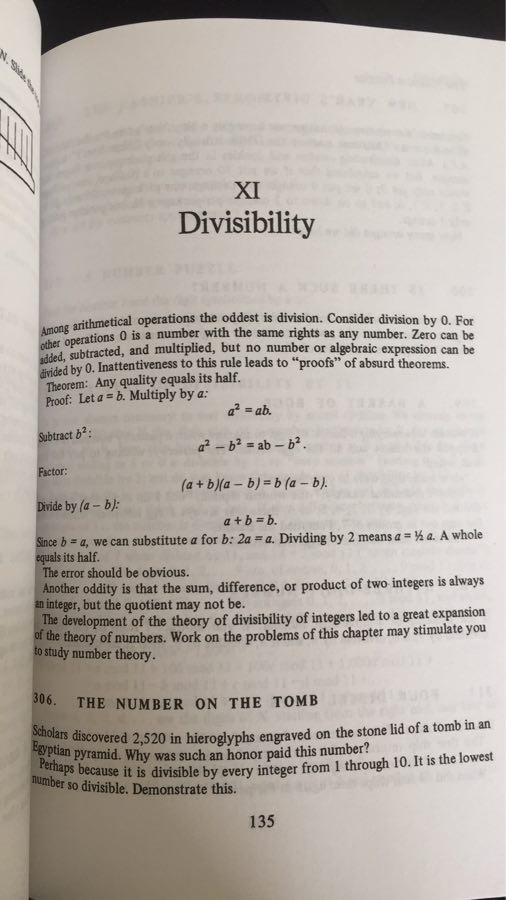 W. Slide the
XI
Divisibility
Among arithmetical operations the oddest is division. Consider division by 0. For
other operations 0 is a number with the same rights as any number. Zero can be
added, subtracted, and multiplied, but no number or algebraic expression can be
divided by 0. Inattentiveness to this rule leads to “proofs” of absurd theorems.
Theorem: Any quality equals its half.
Proof: Let a = b. Multiply by a:
a² = ab.
Subtract b²:
a² − b² = ab − b².
Factor:
(a + b)(a − b) = b (a − b).
Divide by (a − b):
a + b = b.
Since b = a, we can substitute a for b: 2a = a. Dividing by 2 means a = ½ a. A whole
equals its half.
The error should be obvious.
Another oddity is that the sum, difference, or product of two integers is always
an integer, but the quotient may not be.
The development of the theory of divisibility of integers led to a great expansion
of the theory of numbers. Work on the problems of this chapter may stimulate you
to study number theory.
306. THE NUMBER ON THE TOMB
Scholars discovered 2,520 in hieroglyphs engraved on the stone lid of a tomb in an
Egyptian pyramid. Why was such an honor paid this number?
Perhaps because it is divisible by every integer from 1 through 10. It is the lowest
number so divisible. Demonstrate this.
135